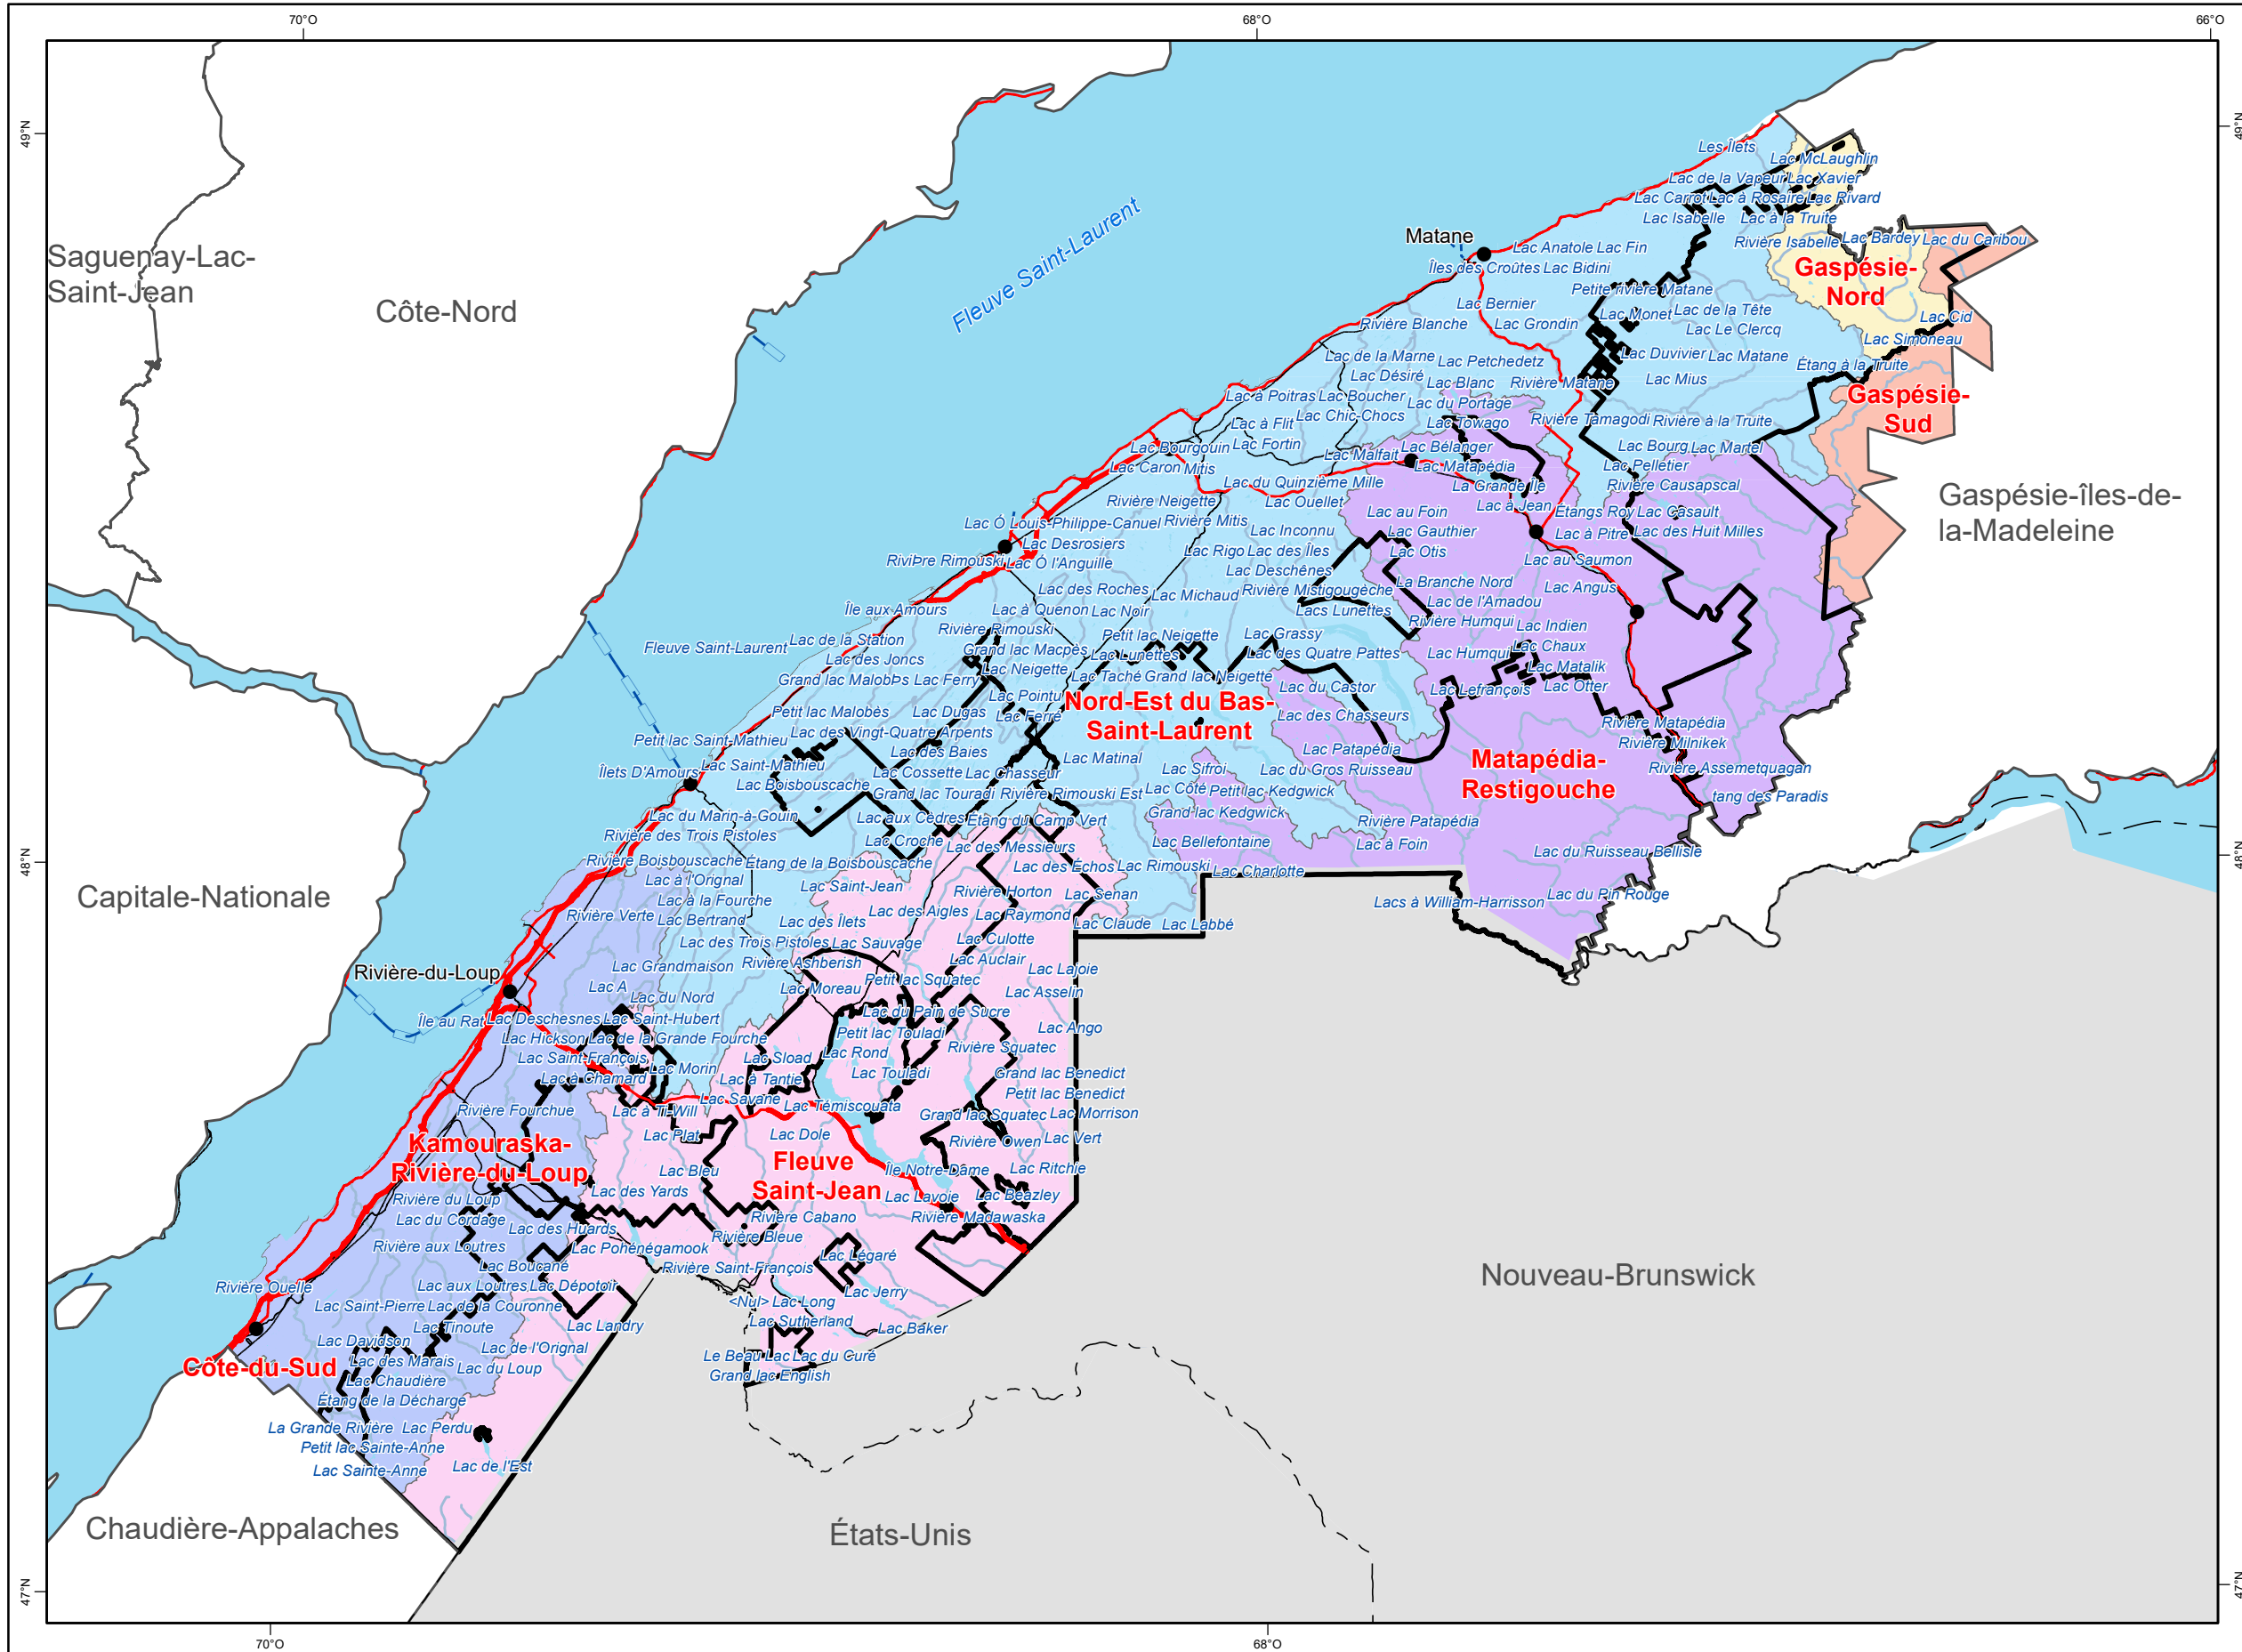 70°O
68°O
66°O
49°N
49°N
Les Îlets
Lac McLaughlin
Lac de la Vapeur Lac Xavier
Lac Carrot Lac à Rosaire Lac Rivard
Lac Isabelle Lac à la Truite
Rivière Isabelle Lac Bardey Lac du Caribou
Gaspésie-
Nord
Matane
Lac Anatole Lac Fin
Îles des Croûtes Lac Bidini
Saguenay-Lac-
Saint-Jean
Côte-Nord
Fleuve Saint-Laurent
Petite rivière Matane
Lac Bernier
Lac Monet Lac de la Tête
Rivière Blanche Lac Grondin
Lac Le Clercq
Lac Cid
Lac Simoneau
Lac de la Marne Lac Petchedetz
Lac Duvivier Lac Matane
Étang à la Truite
Lac Désiré
Lac Blanc Rivière Matane
Lac Mius
Gaspésie-
Sud
Lac à Poitras Lac Boucher
Lac du Portage
Lac à Flit Lac Chic-Chocs
Lac Towago
Rivière Tamagodi Rivière à la Truite
Lac Bourgouin Lac Fortin
Lac Malfait Lac Bélanger
Lac Bourg Lac Martel
Lac Caron Mitis
Lac Matapédia
Lac Pelletier
Lac du Quinzième Mille
La Grande Île
Rivière Causapscal
Rivière Neigette
Lac Ouellet
Lac à Jean
Gaspésie-îles-de-
la-Madeleine
Lac Ó Louis-Philippe-Canuel Rivière Mitis
Lac au Foin
Étangs Roy Lac Casault
Lac Inconnu
Lac Gauthier
Lac à Pitre Lac des Huit Milles
Lac Desrosiers
Lac Rigo Lac des Îles
Lac Otis
RiviÞre Rimouski Lac Ó l'Anguille
Lac Deschênes
Lac au Saumon
Lac des Roches
Lac Michaud Rivière Mistigougèche
La Branche Nord
Lac Angus
Île aux Amours
Lac à Quenon Lac Noir
Lacs Lunettes
Lac de l'Amadou
Rivière Rimouski
Petit lac Neigette
Lac Grassy
Rivière Humqui Lac Indien
Fleuve Saint-Laurent Lac de la Station
Grand lac Macpès Lac Lunettes
Lac des Quatre Pattes
Lac Humqui Lac Chaux
Lac des Joncs
Lac Neigette
Lac Matalik
Grand lac MalobÞs Lac Ferry
Lac Taché Grand lac Neigette
Lac du Castor
Lac Lefrançois Lac Otter
Lac Pointu
Nord-Est du Bas-
Saint-Laurent
Petit lac Malobès Lac Dugas
Lac Ferré
Lac des Chasseurs
Rivière Matapédia
Lac des Vingt-Quatre Arpents
Petit lac Saint-Mathieu
Lac des Baies
Lac Matinal
Lac Patapédia
Rivière Milnikek
Matapédia-
Restigouche
Îlets D'Amours Lac Saint-Mathieu
Lac Cossette Lac Chasseur
Lac Sifroi
Lac du Gros Ruisseau
Rivière Assemetquagan
Lac Boisbouscache
Grand lac Touradi Rivière Rimouski Est
Lac Côté Petit lac Kedgwick
tang des Paradis
Lac du Marin-à-Gouin
Lac aux Cèdres Étang du Camp Vert
Grand lac Kedgwick
Rivière Patapédia
Rivière des Trois Pistoles
Lac Croche
Lac des Messieurs
Lac Bellefontaine
Lac à Foin
48°N
48°N
Rivière Boisbouscache Étang de la Boisbouscache
Lac des Échos Lac Rimouski
Lac Charlotte
Lac du Ruisseau Bellisle
Lac à l'Orignal
Lac Saint-Jean
Rivière Horton Lac Senan
Lacs à William-Harrisson
Lac du Pin Rouge
Capitale-Nationale
Lac à la Fourche
Rivière Verte Lac Bertrand
Lac des Îlets Lac des Aigles
Lac Raymond
Lac Claude Lac Labbé
Lac des Trois Pistoles Lac Sauvage
Lac Culotte
Rivière-du-Loup
Lac Grandmaison Rivière Ashberish
Lac Auclair
Lac Lajoie
Lac A
Lac du Nord
Lac Moreau
Petit lac Squatec
Lac Asselin
Île au Rat Lac Deschesnes Lac Saint-Hubert
Lac du Pain de Sucre
Lac Ango
Lac Hickson Lac de la Grande Fourche
Petit lac Touladi
Rivière Squatec
Lac Saint-François
Lac Morin
Lac Sload
Lac Rond
Lac à Chamard
Lac à Tantie
Lac Touladi
Grand lac Benedict
Petit lac Benedict
Rivière Fourchue
Lac à Ti-Will
Lac Savane Lac Témiscouata
Grand lac Squatec Lac Morrison
Kamouraska-
Rivière-du-Loup
Lac Plat
Lac Dole
Rivière Owen Lac Vert
Fleuve
Saint-Jean
Lac Bleu
Île Notre-Dame
Lac Ritchie
Rivière du Loup
Lac des Yards
Lac Lavoie
Lac Beazley
Lac du Cordage
Lac des Huards
Rivière Cabano
Rivière Madawaska
Rivière aux Loutres
Lac Pohénégamook
Rivière Bleue
Lac Boucané
Rivière Saint-François
Lac Légaré
Nouveau-Brunswick
Rivière Ouelle
Lac aux Loutres Lac Dépotoir
<Nul> Lac Long
Lac Jerry
Lac Saint-Pierre Lac de la Couronne
Lac Sutherland
Lac Tinoute
Lac Landry
Lac Baker
Lac Davidson
Lac de l'Orignal
Le Beau Lac Lac du Curé
Côte-du-Sud
Lac des Marais
Lac du Loup
Grand lac English
Lac Chaudière
Étang de la Décharge
La Grande Rivière Lac Perdu
Petit lac Sainte-Anne
Lac Sainte-Anne
Lac de l'Est
Chaudière-Appalaches
États-Unis
47°N
47°N
70°O
68°O